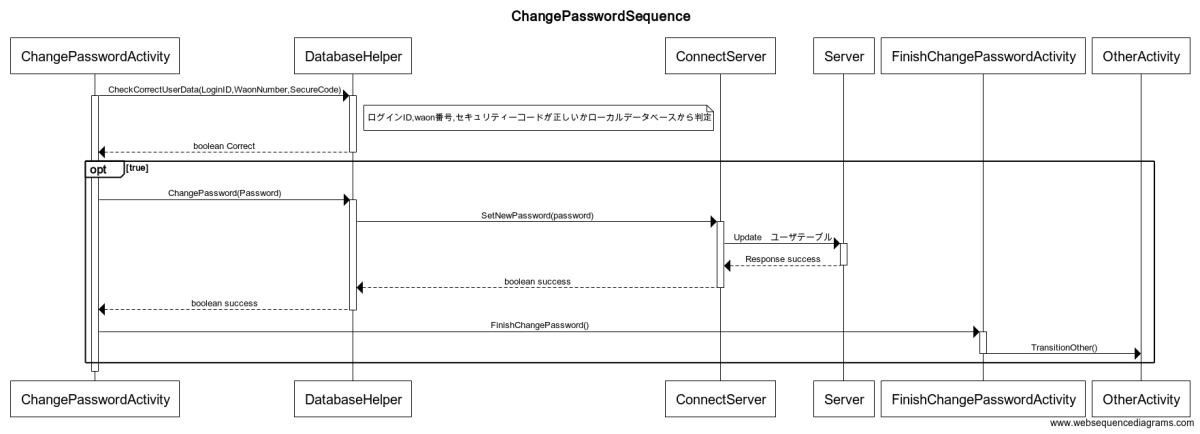 ChangePasswordSequence
ChangePasswordActivity
DatabaseHelper
ConnectServer
Server
FinishChangePasswordActivity
OtherActivity
CheckCorrectUserData(LoginID,WaonNumber,SecureCode)
ログインID,waon番号,セキュリティーコードが正しいかローカルデータベースから判定
boolean Correct
opt
[true]
ChangePassword(Password)
SetNewPassword(password)
Update　ユーザテーブル
Response success
boolean success
boolean success
FinishChangePassword()
TransitionOther()
ChangePasswordActivity
DatabaseHelper
ConnectServer
Server
FinishChangePasswordActivity
OtherActivity
www.websequencediagrams.com